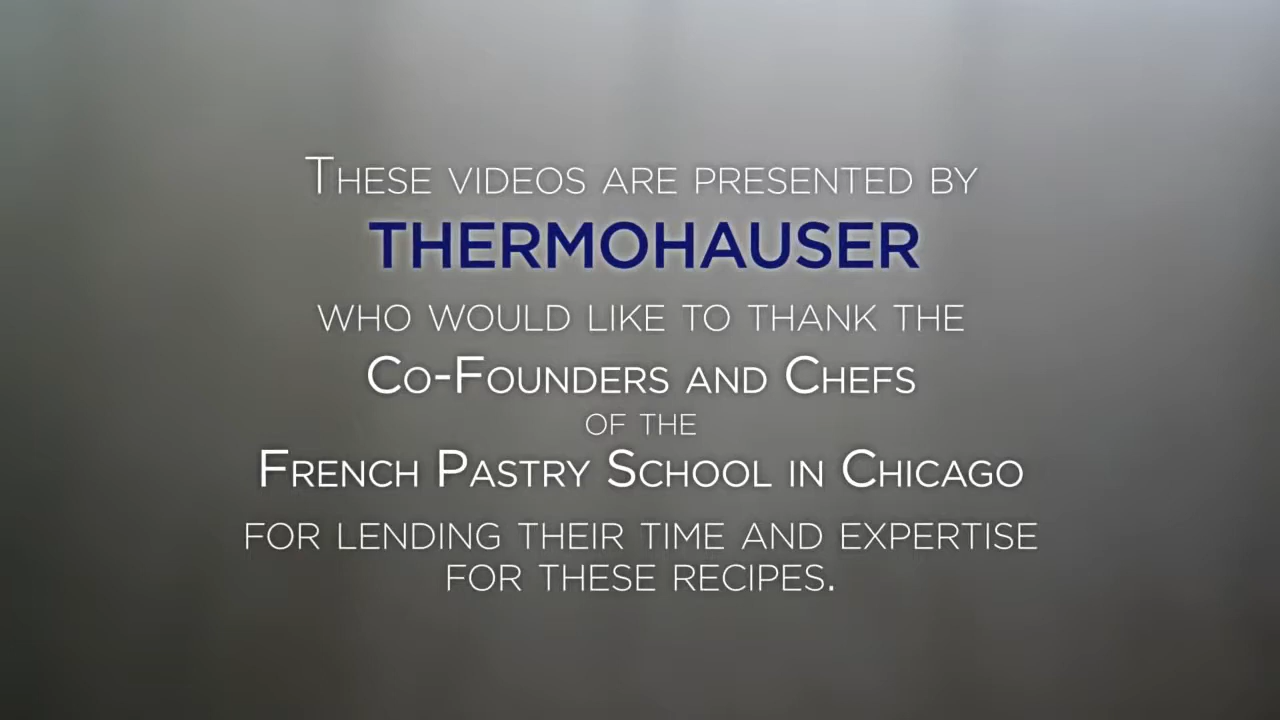 These videos are presented by
THERMOHAUSER
who would like to thank the
Co-Founders and Chefs
of the
French Pastry School in Chicago
for lending their time and expertise
for these recipes.